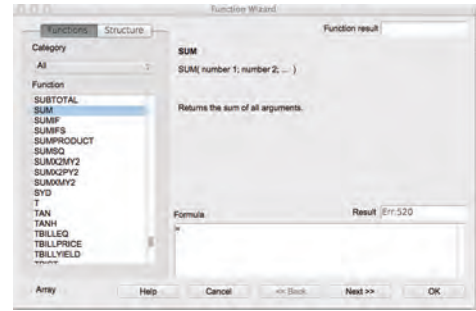 Function Wizard
Functions Structure
Function result
Category
All
Function
SUBTOTAL
SUM
SUMIF
SUMIFS
SUMPRODUCT
SUMSQ
SUMX2MY2
SUMX2PY2
SUMXMY2
SYD
T
TAN
TANH
TBILLEQ
TBILLPRICE
TBILLYIELD
SUM
SUM( number 1; number 2; ... )
Returns the sum of all arguments.
Formula
Result Err:520
=
Array
Help
Cancel
<< Back
Next >>
OK